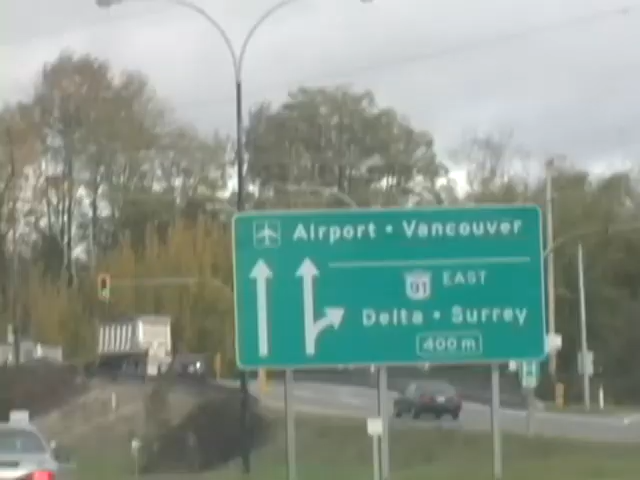 Airport • Vancouver
91 EAST
Delta • Surrey
400 m